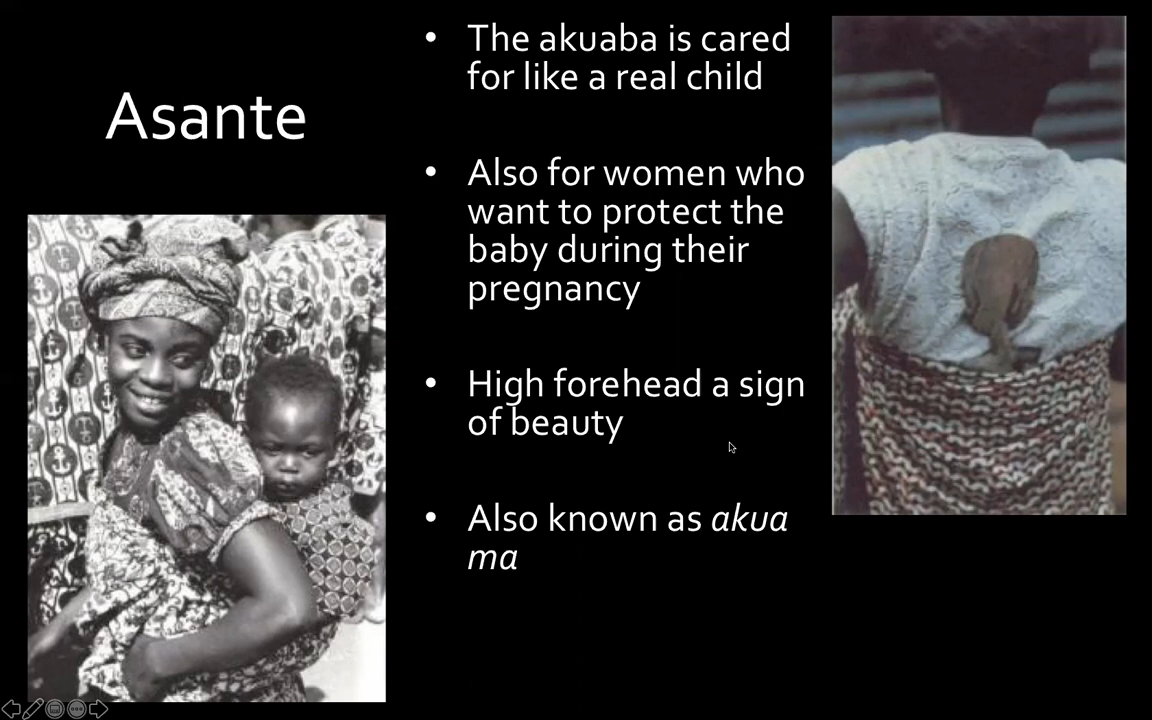 Asante
• The akuaba is cared
for like a real child
• Also for women who
want to protect the
baby during their
pregnancy
• High forehead a sign
of beauty
• Also known as akua
ma